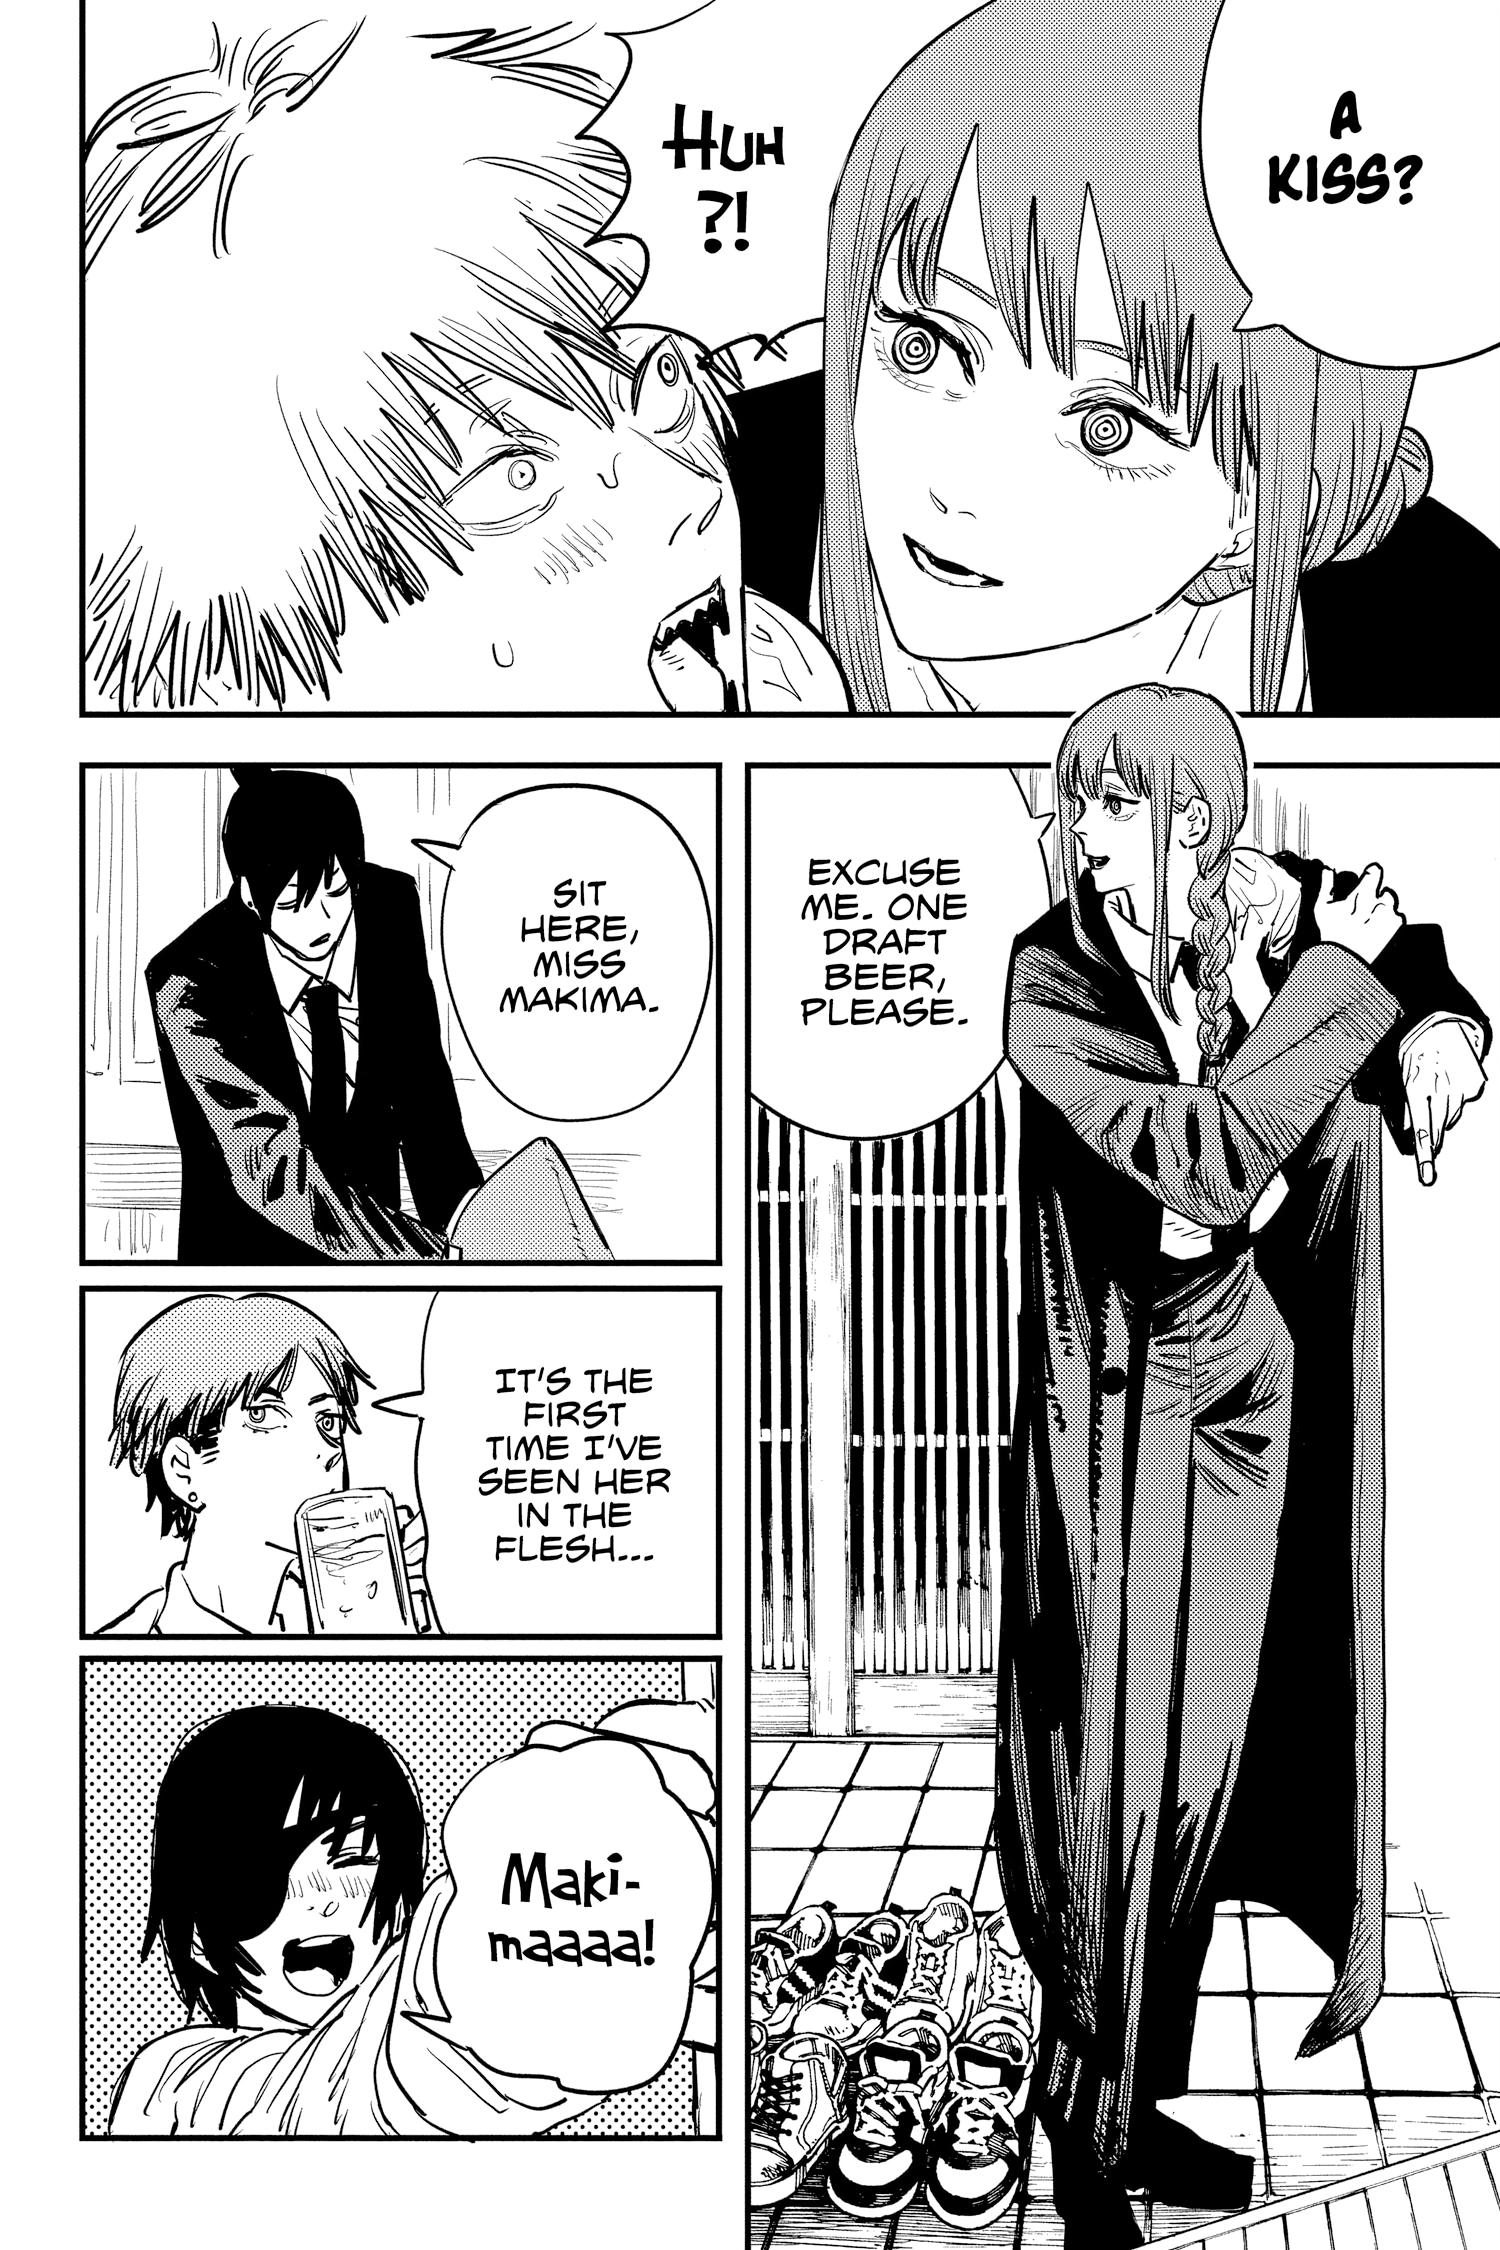 A
KISS?
HUH
?!
EXCUSE
ME. ONE
DRAFT
BEER,
PLEASE.
SIT
HERE,
MISS
MAKIMA.
IT'S THE
FIRST
TIME I'VE
SEEN HER
IN THE
FLESH...
Maki-
maaaa!